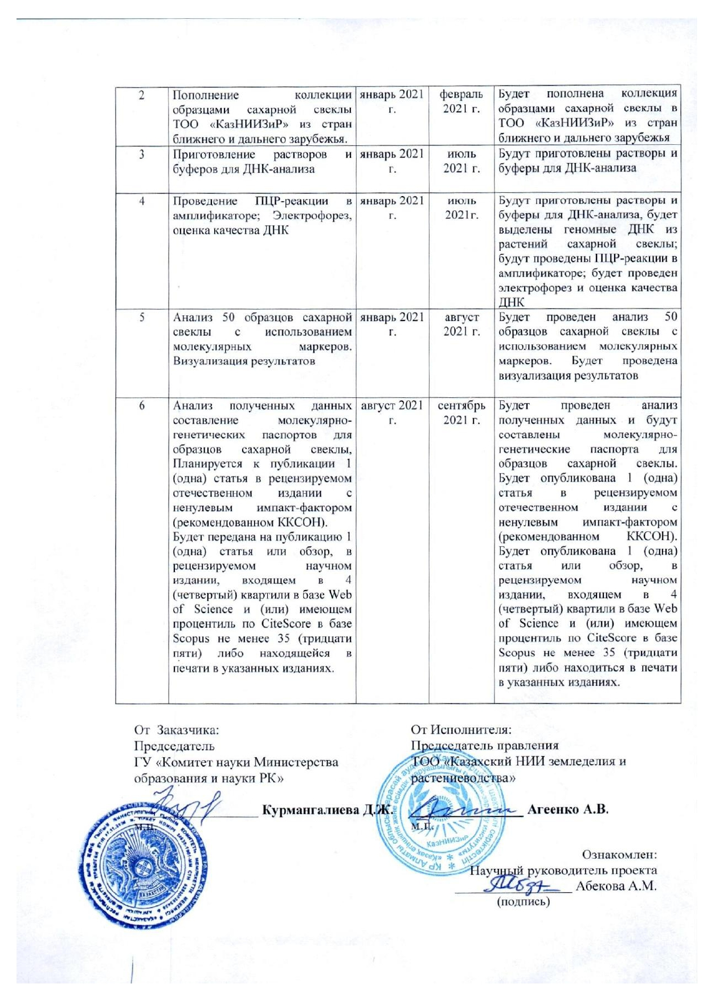 2
Пополнение коллекции
образцами сахарной свеклы
ТОО «КазНИИЗиР» из стран
ближнего и дальнего зарубежья.
январь 2021
г.
февраль
2021 г.
Будет пополнена коллекция
образцами сахарной свеклы в
ТОО «КазНИИЗиР» из стран
ближнего и дальнего зарубежья
3
Приготовление растворов и
буферов для ДНК-анализа
январь 2021
г.
июль
2021 г.
Будут приготовлены растворы и
буферы для ДНК-анализа
4
Проведение ПЦР-реакции в
амплификаторе; Электрофорез,
оценка качества ДНК
январь 2021
г.
июль
2021г.
Будут приготовлены растворы и
буферы для ДНК-анализа, будет
выделены геномные ДНК из
растений сахарной свеклы;
будут проведены ПЦР-реакции в
амплификаторе; будет проведен
электрофорез и оценка качества
ДНК
5
Анализ 50 образцов сахарной
свеклы с использованием
молекулярных маркеров.
Визуализация результатов
январь 2021
г.
август
2021 г.
Будет проведен анализ 50
образцов сахарной свеклы с
использованием молекулярных
маркеров. Будет проведена
визуализация результатов
6
Анализ полученных данных
составление молекулярно-
генетических паспортов для
образцов сахарной свеклы,
Планируется к публикации 1
(одна) статья в рецензируемом
отечественном издании с
ненулевым импакт-фактором
(рекомендованном ККСОН).
Будет передана на публикацию 1
(одна) статья или обзор, в
рецензируемом научном
издании, входящем в 4
(четвертый) квартили в базе Web
of Science и (или) имеющем
процентиль по CiteScore в базе
Scopus не менее 35 (тридцати
пяти) либо находящейся в
печати в указанных изданиях.
август 2021
г.
сентябрь
2021 г.
Будет проведен анализ
полученных данных и будут
составлены молекулярно-
генетические паспорта для
образцов сахарной свеклы.
Будет опубликована 1 (одна)
статья в рецензируемом
отечественном издании с
ненулевым импакт-фактором
(рекомендованном ККСОН).
Будет опубликована 1 (одна)
статья или обзор, в
рецензируемом научном
издании, входящем в 4
(четвертый) квартили в базе Web
of Science и (или) имеющем
процентиль по CiteScore в базе
Scopus не менее 35 (тридцати
пяти) либо находиться в печати
в указанных изданиях.
От Заказчика:
Председатель
ГУ «Комитет науки Министерства
образования и науки РК»
Курмангалиева Д.Ж.
м.п.
ҚАЗАҚСТАН
От Исполнителя:
Председатель правления
ТОО «Казахский НИИ земледелия и
растениеводства»
Агеенко А.В.
м.п.
КазНИИЗиР
Ознакомлен:
Научный руководитель проекта
Абекова А.М.
(подпись)